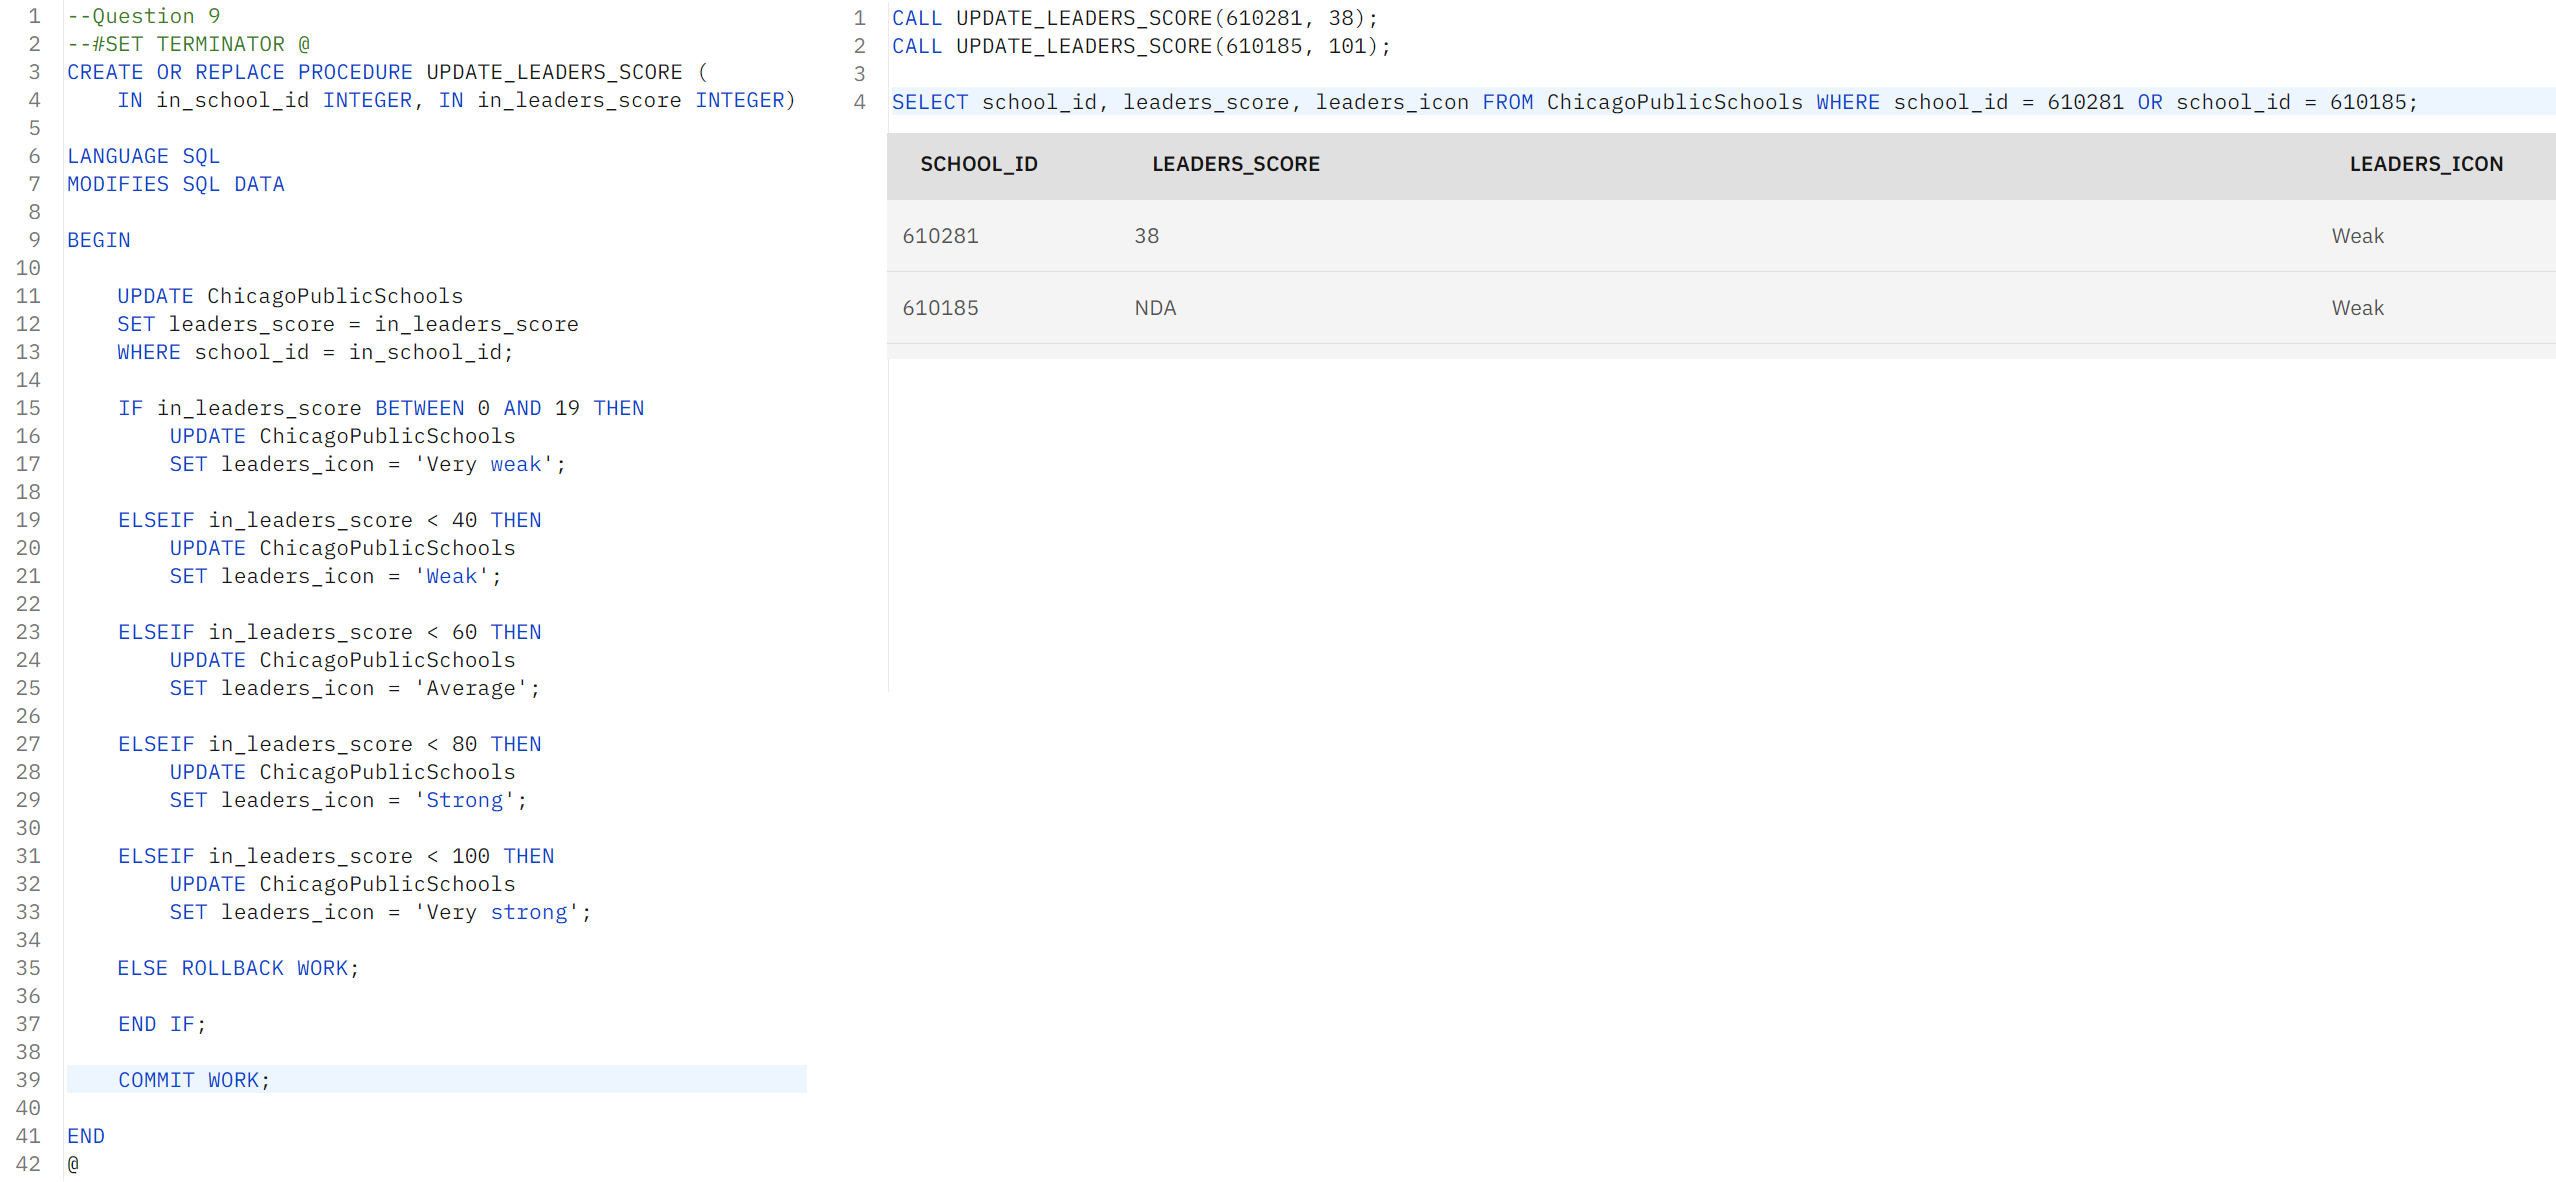 1 --Question 9
2 --#SET TERMINATOR @
3 CREATE OR REPLACE PROCEDURE UPDATE_LEADERS_SCORE (
4 IN in_school_id INTEGER, IN in_leaders_score INTEGER)
5
6 LANGUAGE SQL
7 MODIFIES SQL DATA
8
9 BEGIN
10
11 UPDATE ChicagoPublicSchools
12 SET leaders_score = in_leaders_score
13 WHERE school_id = in_school_id;
14
15 IF in_leaders_score BETWEEN 0 AND 19 THEN
16 UPDATE ChicagoPublicSchools
17 SET leaders_icon = 'Very weak';
18
19 ELSEIF in_leaders_score < 40 THEN
20 UPDATE ChicagoPublicSchools
21 SET leaders_icon = 'Weak';
22
23 ELSEIF in_leaders_score < 60 THEN
24 UPDATE ChicagoPublicSchools
25 SET leaders_icon = 'Average';
26
27 ELSEIF in_leaders_score < 80 THEN
28 UPDATE ChicagoPublicSchools
29 SET leaders_icon = 'Strong';
30
31 ELSEIF in_leaders_score < 100 THEN
32 UPDATE ChicagoPublicSchools
33 SET leaders_icon = 'Very strong';
34
35 ELSE ROLLBACK WORK;
36
37 END IF;
38
39 COMMIT WORK;
40
41 END
42 @
1 CALL UPDATE_LEADERS_SCORE(610281, 38);
2 CALL UPDATE_LEADERS_SCORE(610185, 101);
3
4 SELECT school_id, leaders_score, leaders_icon FROM ChicagoPublicSchools WHERE school_id = 610281 OR school_id = 610185;
SCHOOL_ID LEADERS_SCORE LEADERS_ICON
610281 38 Weak
610185 NDA Weak